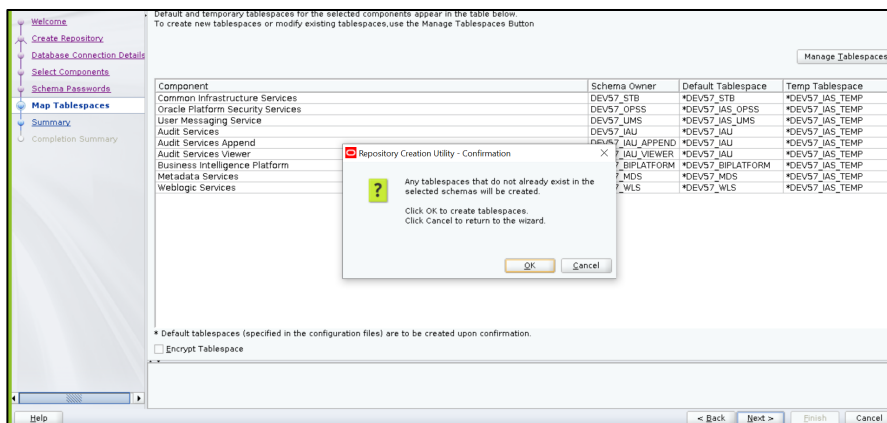 Welcome
Create Repository
Database Connection Details
Select Components
Schema Passwords
Map Tablespaces
Summary
Completion Summary
Default and temporary tablespaces for the selected components appear in the table below.
To create new tablespaces or modify existing tablespaces,use the Manage Tablespaces Button
Manage Tablespaces
Component Schema Owner Default Tablespace Temp Tablespace
Common Infrastructure Services DEV57_STB *DEV57_STB *DEV57_IAS_TEMP
Oracle Platform Security Services DEV57_OPSS *DEV57_IAS_OPSS *DEV57_IAS_TEMP
User Messaging Service DEV57_UMS *DEV57_IAS_UMS *DEV57_IAS_TEMP
Audit Services DEV57_IAU *DEV57_IAU *DEV57_IAS_TEMP
Audit Services Append DEV57_IAU_APPEND *DEV57_IAU *DEV57_IAS_TEMP
Audit Services Viewer 7_IAU_VIEWER *DEV57_IAU *DEV57_IAS_TEMP
Business Intelligence Platform 7_BIPLATFORM *DEV57_BIPLATFORM *DEV57_IAS_TEMP
Metadata Services 7_MDS *DEV57_MDS *DEV57_IAS_TEMP
Weblogic Services 7_WLS *DEV57_WLS *DEV57_IAS_TEMP
Repository Creation Utility - Confirmation
?
Any tablespaces that do not already exist in the
selected schemas will be created.
Click OK to create tablespaces.
Click Cancel to return to the wizard.
OK Cancel
* Default tablespaces (specified in the configuration files) are to be created upon confirmation.
Encrypt Tablespace
Help < Back Next > Finish Cancel